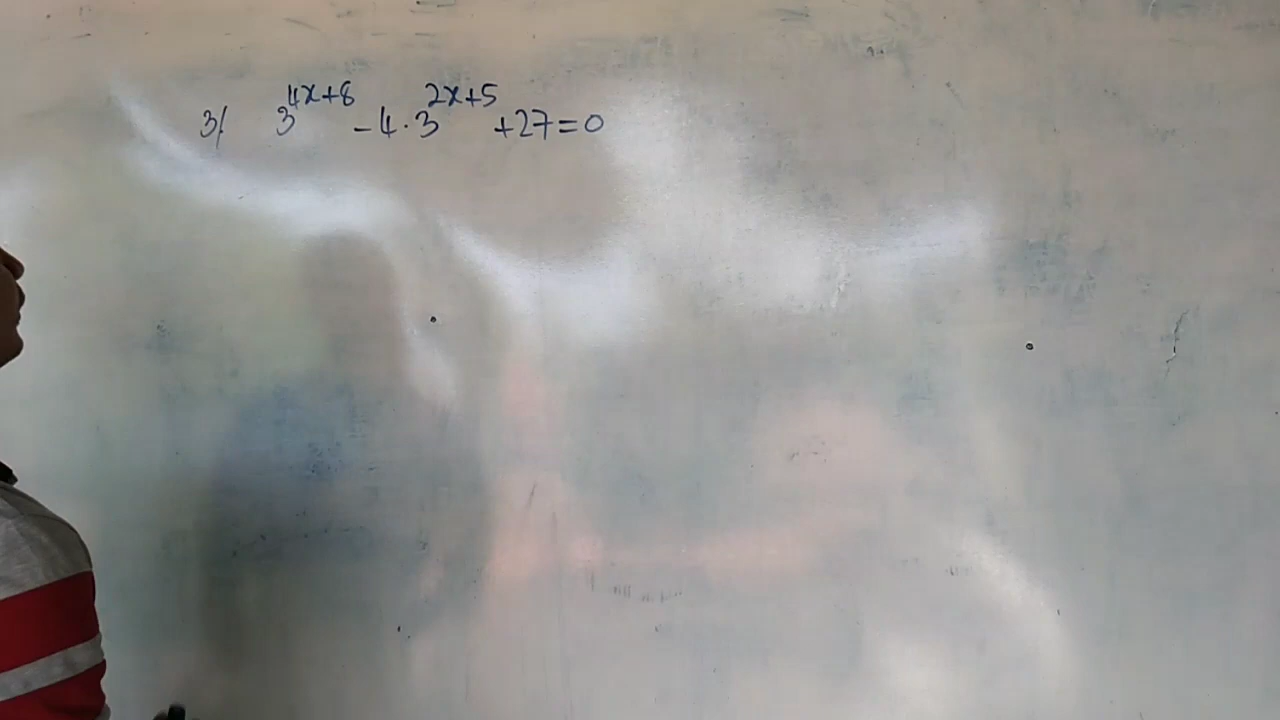 3/ 3^{4x+8} - 4 · 3^{2x+5} + 27 = 0